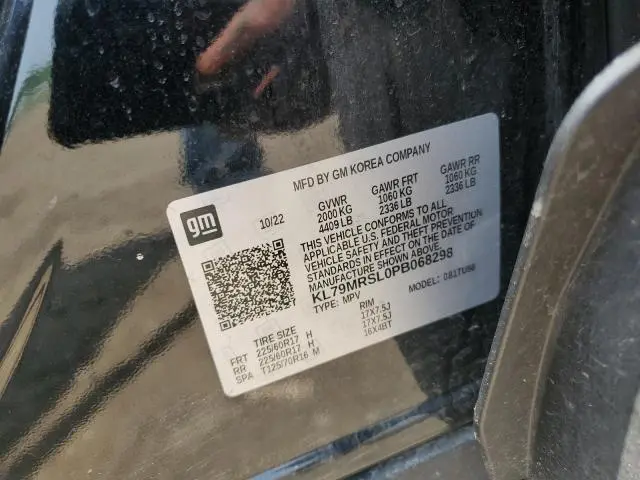 MFD BY GM KOREA COMPANY
gm
10/22
GVWR
2000 KG
4409 LB
GAWR FRT
1060 KG
2336 LB
GAWR RR
1060 KG
2336 LB
THIS VEHICLE CONFORMS TO ALL
APPLICABLE U.S. FEDERAL MOTOR
VEHICLE SAFETY AND THEFT PREVENTION
STANDARDS IN EFFECT ON THE DATE OF
MANUFACTURE SHOWN ABOVE.
KL79MRSL0PB068298
TYPE: MPV
MODEL:
TIRE SIZE
RIM
FRT 225/60R17 H 17X7.5J
RR 225/60R17 H 17X7.5J
SPA T125/70R16 M 16X4BT